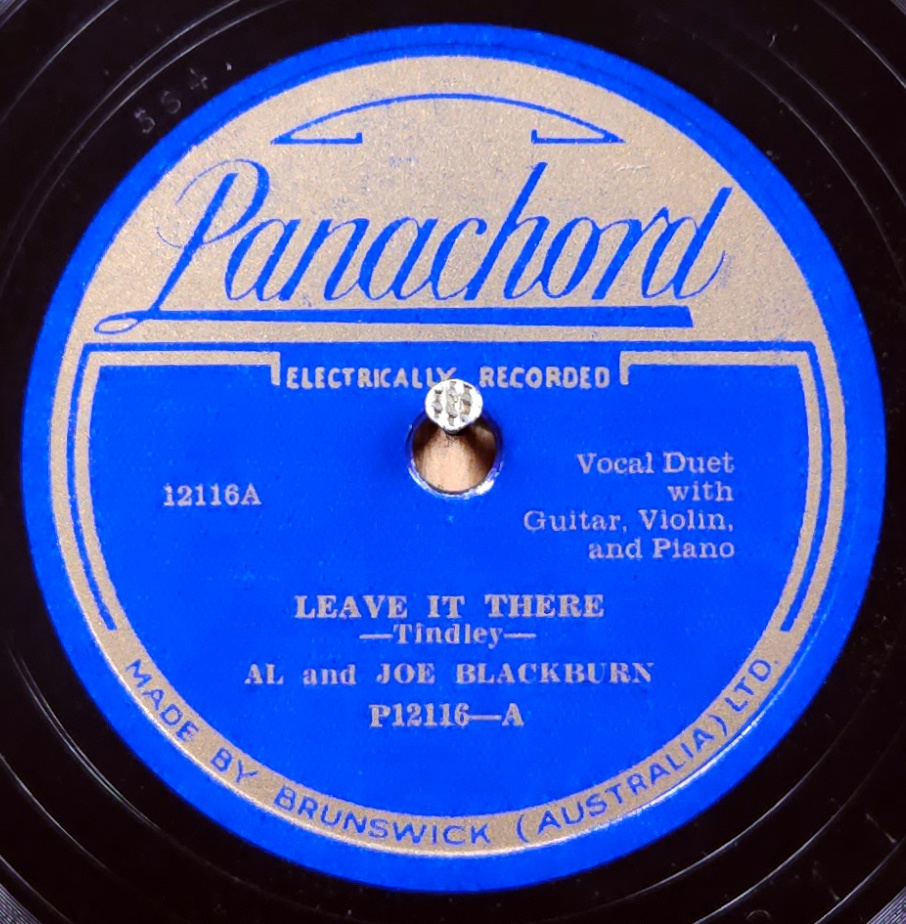 Panachord
ELECTRICALLY RECORDED
12116A
Vocal Duet
with
Guitar, Violin,
and Piano
LEAVE IT THERE
—Tindley—
AL and JOE BLACKBURN
P12116—A
MADE BY BRUNSWICK (AUSTRALIA) LTD.